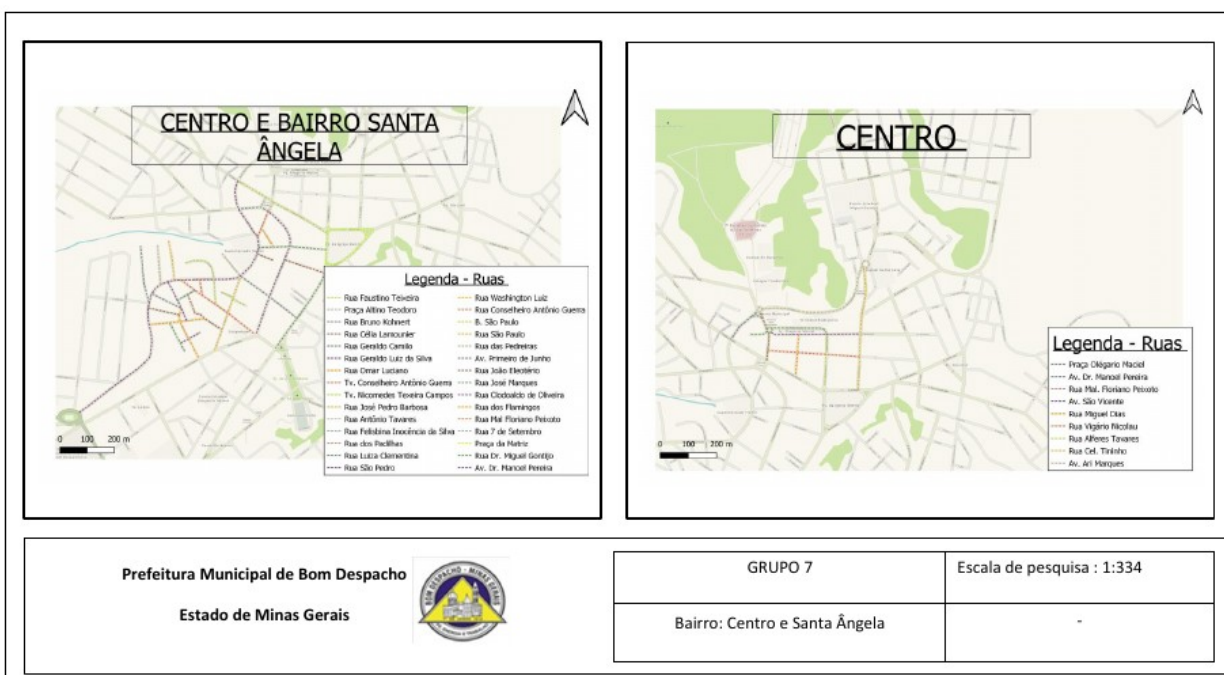 CENTRO E BAIRRO SANTA
ÂNGELA
Legenda - Ruas
Rua Faustino Teixeira
Praça Altino Teodoro
Rua Bruno Kohnert
Rua Célia Lamounier
Rua Geraldo Camilo
Rua Geraldo Luiz da Silva
Rua Omar Luciano
Tv. Conselheiro Antônio Guerra
Tv. Nicomedes Texeira Campos
Rua José Pedro Barbosa
Rua Antônio Tavares
Rua Felisbina Inocência da Silva
Rua dos Padilhas
Rua Luiza Clementina
Rua São Pedro
Rua Washington Luiz
Rua Conselheiro Antônio Guerra
B. São Paulo
Rua São Paulo
Rua das Pedreiras
Av. Primeiro de Junho
Rua João Eleotério
Rua José Marques
Rua Clodoaldo de Oliveira
Rua dos Flamingos
Rua Mal Floriano Peixoto
Rua 7 de Setembro
Praça da Matriz
Rua Dr. Miguel Gontijo
Av. Dr. Manoel Pereira
0 100 200 m
CENTRO
Legenda - Ruas
Praça Olégario Maciel
Av. Dr. Manoel Pereira
Rua Mal. Floriano Peixoto
Av. São Vicente
Rua Miguel Dias
Rua Vigário Nicolau
Rua Alferes Tavares
Rua Cel. Tininho
Av. Ari Marques
0 100 200 m
Prefeitura Municipal de Bom Despacho
Estado de Minas Gerais
BOM DESPACHO - MINAS GERAIS
GRUPO 7
Escala de pesquisa : 1:334
Bairro: Centro e Santa Ângela
-